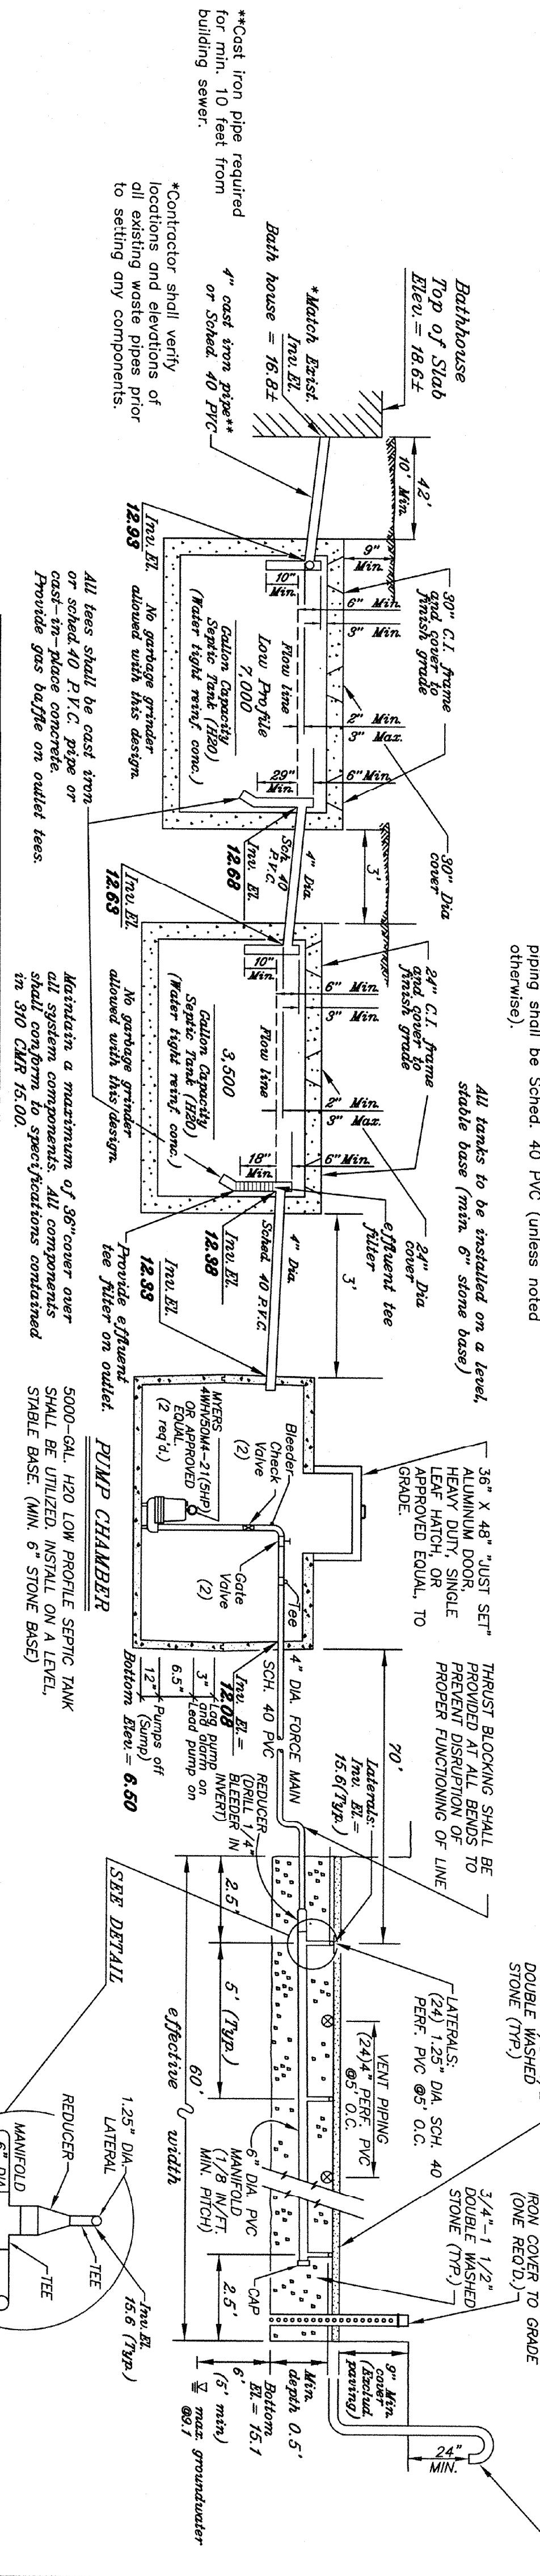 Bathhouse
Top of Slab
Elev.= 18.6±
*Match Exist.
Inv.El.
Bath house = 16.8±
4" cast iron pipe**
or Sched. 40 PVC
**Cast iron pipe required
for min. 10 feet from
building sewer.
*Contractor shall verify
locations and elevations of
all existing waste pipes prior
to setting any components.
42'
10' Min.
9"
Min.
30" C.I. frame
and cover to
finish grade
6" Min.
3" Min.
2" Min.
3" Max.
6"Min.
10"
Min.
29"
Min.
Flow line
Low Profile
7,000
Gallon Capacity
Septic Tank (H20)
(Water tight reinf. conc.)
Inv.El.
12.93
No garbage grinder
allowed with this design
All tees shall be cast iron
or sched.40 P.V.C. pipe or
cast-in-place concrete.
Provide gas baffle on outlet tees.
30" Dia
cover
3'
4" Dia
Sch. 40
P.V.C.
Inv. El.
12.68
Inv.El.
12.63
24" C.I. frame
and cover to
finish grade
6" Min.
3" Min.
2" Min.
3" Max.
6"Min.
10"
Min.
18"
Min.
Flow line
3,500
Gallon Capacity
Septic Tank (H20)
(Water tight reinf. conc.)
No garbage grinder
allowed with this design.
Maintain a maximum of 36"cover over
all system components. All components
shall conform to specifications contained
in 310 CMR 15.00.
piping shall be Sched. 40 PVC (unless noted
otherwise).
All tanks to be installed on a level,
stable base (min. 6" stone base)
24" Dia
cover
effluent tee
filter
3'
4" Dia
Sched. 40 P.V.C.
Inv.El.
12.38
Inv.El.
12.33
Provide effluent
tee filter on outlet.
36" X 48" "JUST SET"
ALUMINUM DOOR,
HEAVY DUTY, SINGLE
LEAF HATCH, OR
APPROVED EQUAL, TO
GRADE.
Bleeder
Check
Valve
(2)
MYERS
4WHV50M4-21(5HP)
OR APPROVED
EQUAL
(2 req'd.)
Gate
Valve
(2)
Tee
PUMP CHAMBER
5000-GAL. H20 LOW PROFILE SEPTIC TANK
SHALL BE UTILIZED. INSTALL ON A LEVEL,
STABLE BASE. (MIN. 6" STONE BASE)
THRUST BLOCKING SHALL BE
PROVIDED AT ALL BENDS TO
PREVENT DISRUPTION OF
PROPER FUNCTIONING OF LINE
70'
Laterals:
Inv. El.=
15.6(Typ.)
4" DIA. FORCE MAIN
SCH. 40 PVC
Inv. El.=
12.08
3"
Lag pump
and alarm on
6.5"
Lead pump on
12"
Pumps off
(Sump)
Bottom Elev.= 6.50
REDUCER
(DRILL 1/4"
BLEEDER IN
INVERT)
2.5'
5' (Typ.)
SEE DETAIL
60'
effective width
DOUBLE WASHED
STONE (TYP.)
LATERALS:
(24) 1.25" DIA. SCH. 40
PERF. PVC @5' O.C.
VENT PIPING
(24)4" PERF. PVC
@5' O.C.
6" DIA. PVC
MANIFOLD
(1/8 IN/FT.
MIN. PITCH)
CAP
3/4"-1 1/2"
DOUBLE WASHED
STONE (TYP.)
IRON COVER TO GRADE
(ONE REQ'D.)
2.5'
9" Min.
cover
(Exclud.
paving)
Min.
depth 0.5'
Bottom
El.= 15.1
6'
(5' min)
max. groundwater
@9.1
24"
MIN.
1.25" DIA.
LATERAL
REDUCER
TEE
MANIFOLD
6" DIA.
TEE
Inv.El.
15.6 (Typ.)